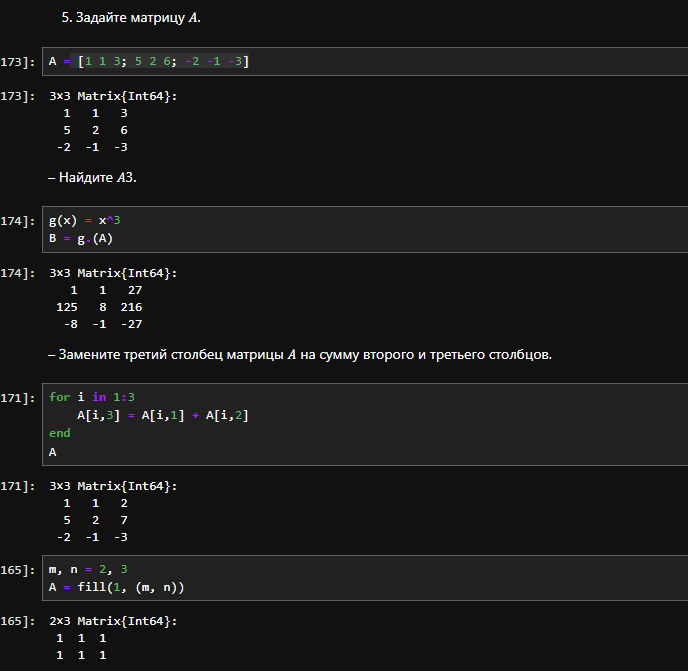 5. Задайте матрицу A.
173]: A = [1 1 3; 5 2 6; -2 -1 -3]
173]: 3×3 Matrix{Int64}:
1 1 3
5 2 6
-2 -1 -3
– Найдите A3.
174]: g(x) = x^3
B = g.(A)
174]: 3×3 Matrix{Int64}:
1 1 27
125 8 216
-8 -1 -27
– Замените третий столбец матрицы A на сумму второго и третьего столбцов.
171]: for i in 1:3
A[i,3] = A[i,1] + A[i,2]
end
A
171]: 3×3 Matrix{Int64}:
1 1 2
5 2 7
-2 -1 -3
165]: m, n = 2, 3
A = fill(1, (m, n))
165]: 2×3 Matrix{Int64}:
1 1 1
1 1 1